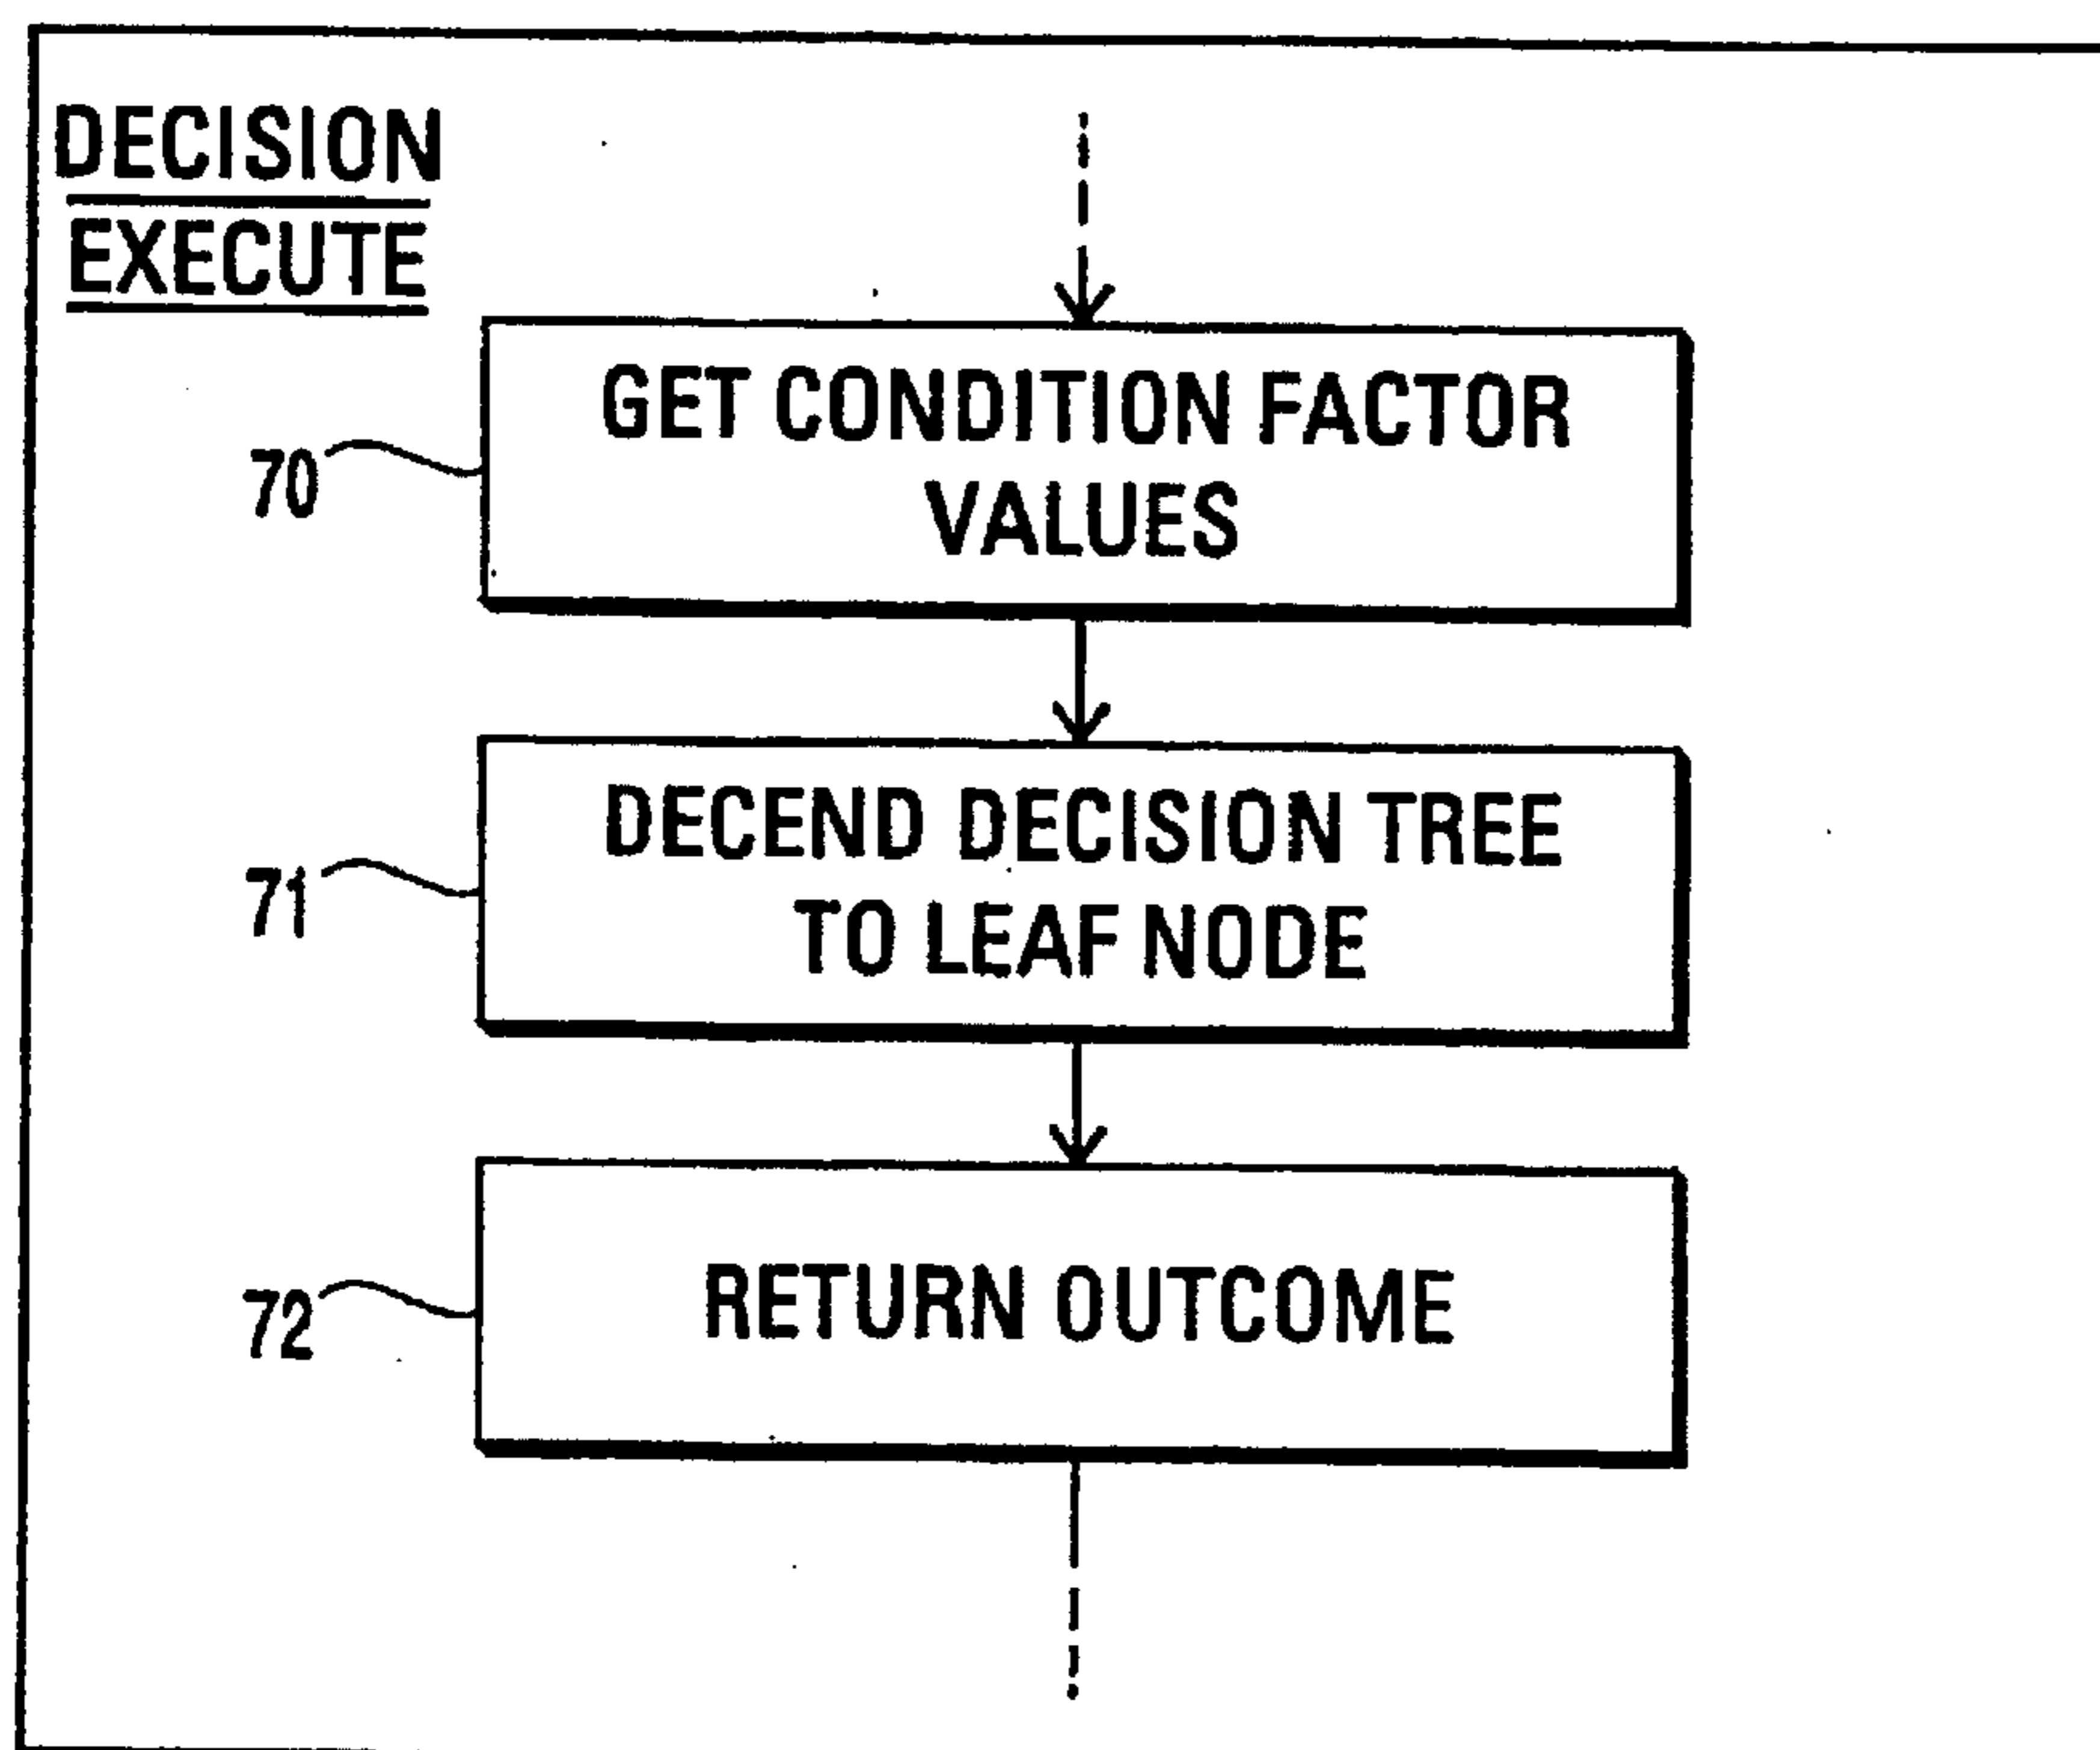 DECISION
EXECUTE
GET CONDITION FACTOR
VALUES
70
DECEND DECISION TREE
TO LEAF NODE
71
RETURN OUTCOME
72